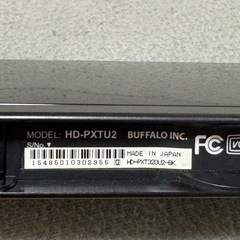 MODEL: HD-PXTU2 BUFFALO INC.
S/No.▼
MADE IN JAPAN
15485010302955
HD-PXT320U2-BK
FC